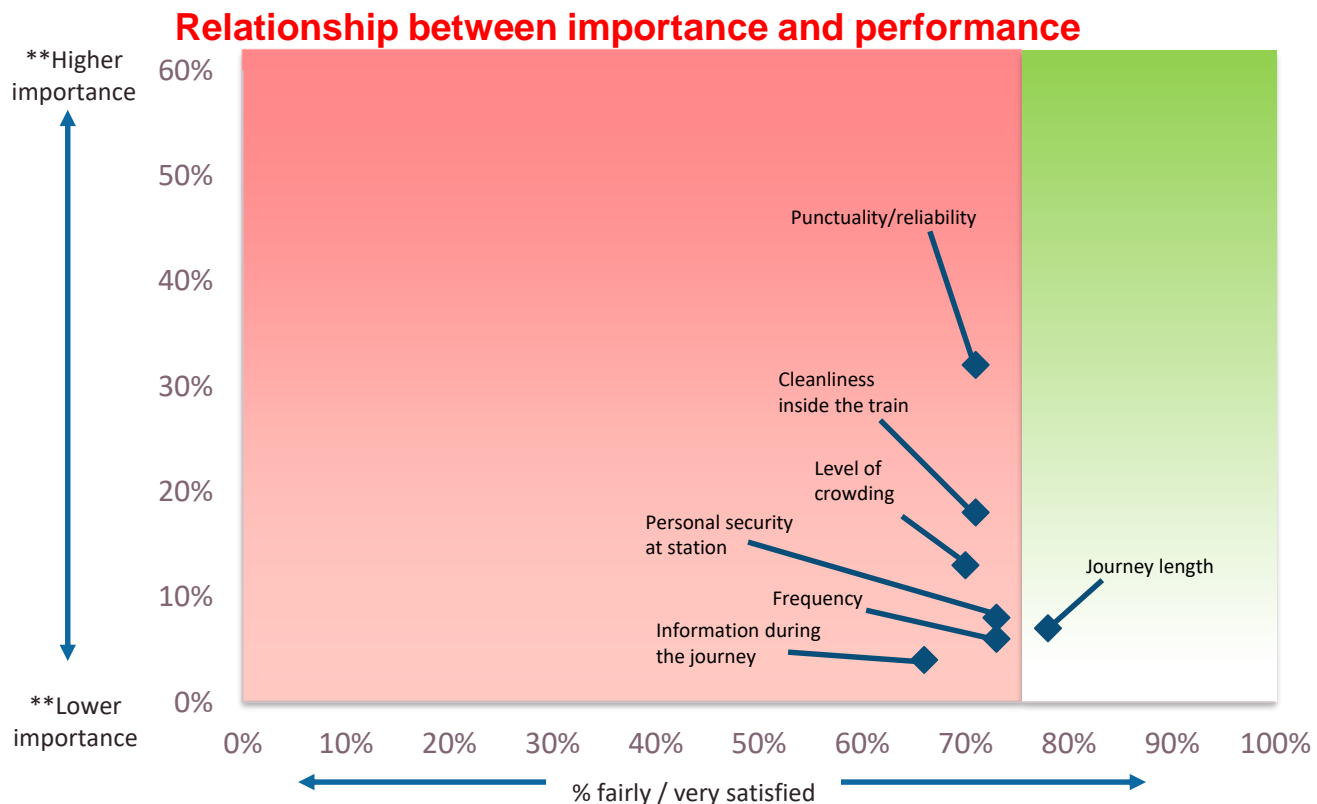 Relationship between importance and performance
**Higher
importance
60%
50%
40%
30%
20%
10%
0%
**Lower
importance
Punctuality/reliability
Cleanliness
inside the train
Level of
crowding
Personal security
at station
Frequency
Information during
the journey
Journey length
0%
10%
20%
30%
40%
50%
60%
70%
80%
90%
100%
% fairly / very satisfied